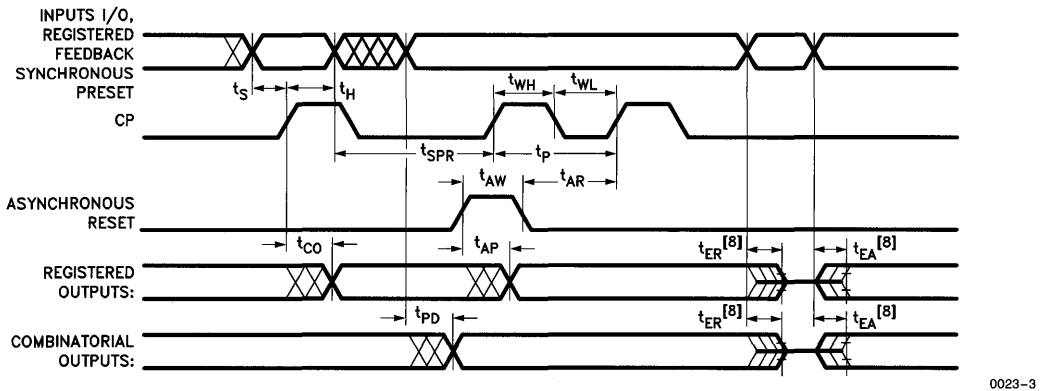 INPUTS I/O,
REGISTERED
FEEDBACK
SYNCHRONOUS
PRESET
tS
tH
tWH
tWL
CP
tSPR
tP
tAW
tAR
ASYNCHRONOUS
RESET
tCO
tAP
tER[8]
tEA[8]
REGISTERED
OUTPUTS:
tPD
tER[8]
tEA[8]
COMBINATORIAL
OUTPUTS:
0023-3